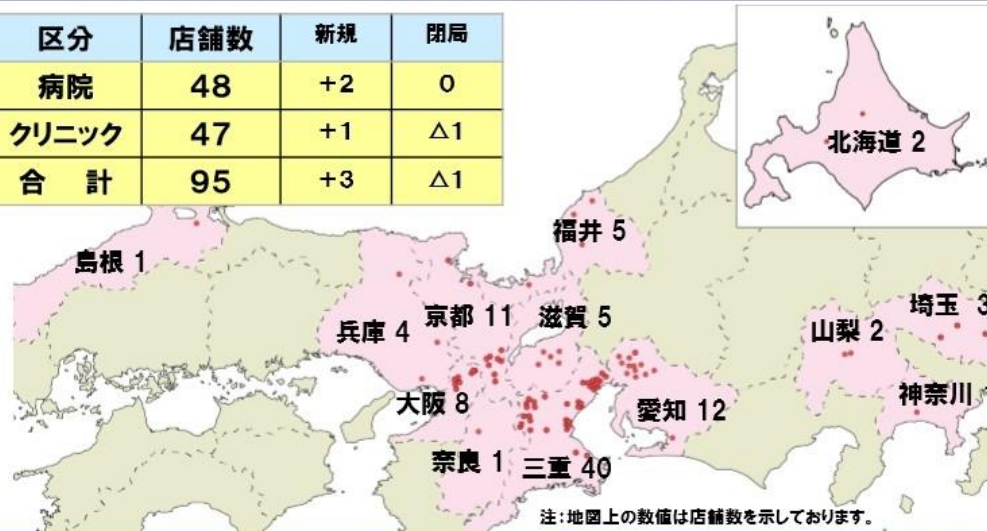 区分 店舗数 新規 閉局
病院 48 +2 0
クリニック 47 +1 △1
合 計 95 +3 △1
北海道 2
福井 5
島根 1
京都 11
滋賀 5
兵庫 4
埼玉 3
山梨 2
大阪 8
愛知 12
神奈川
奈良 1
三重 40
注:地図上の数値は店舗数を示しております。